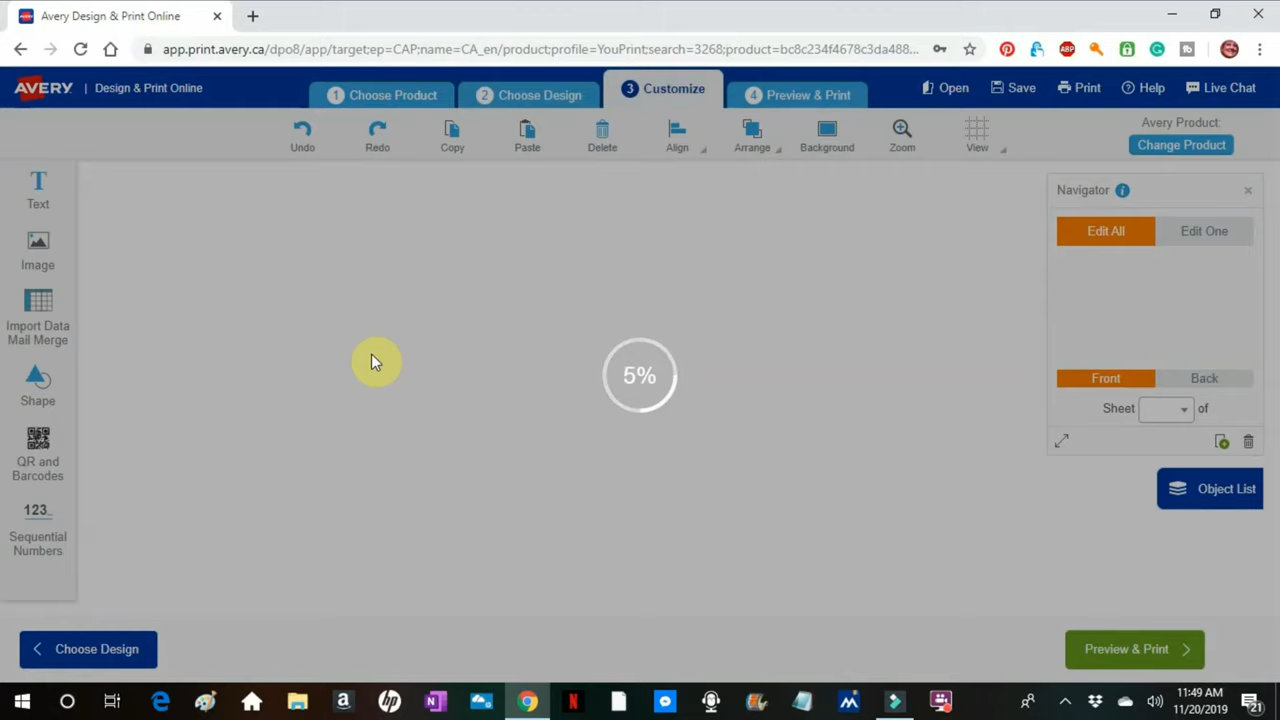 Avery Design & Print Online
app.print.avery.ca/dpo8/app/target;ep=CAP:name=CA_en/product:profile=YouPrint;search=3268;product=bc8c234f4678c3da488...
AVERY | Design & Print Online
1 Choose Product
2 Choose Design
3 Customize
4 Preview & Print
Open
Save
Print
Help
Live Chat
Undo
Redo
Copy
Paste
Delete
Align
Arrange
Background
Zoom
View
Avery Product:
Change Product
Text
Image
Import Data
Mail Merge
Shape
QR and
Barcodes
123...
Sequential
Numbers
5%
Navigator
Edit All
Edit One
Front
Back
Sheet
of
Object List
Choose Design
Preview & Print
11:49 AM
11/20/2019
21